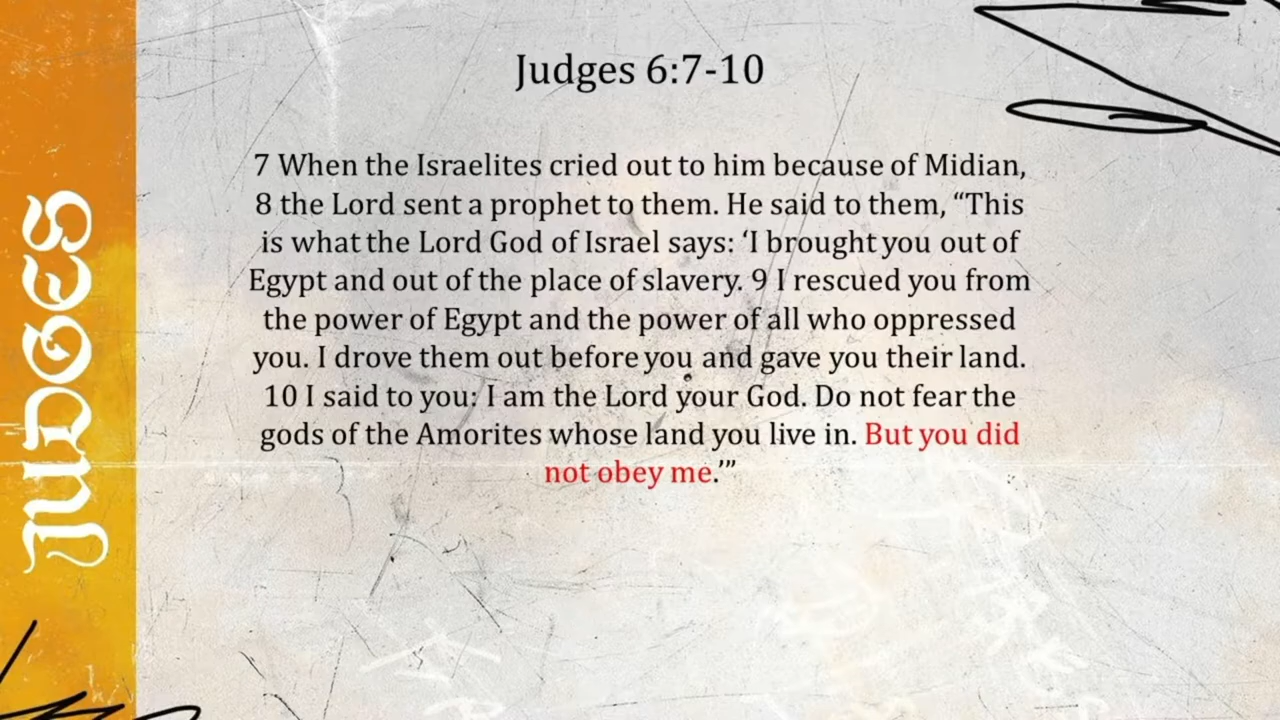 Judges 6:7-10
7 When the Israelites cried out to him because of Midian,
8 the Lord sent a prophet to them. He said to them, “This
is what the Lord God of Israel says: ‘I brought you out of
Egypt and out of the place of slavery. 9 I rescued you from
the power of Egypt and the power of all who oppressed
you. I drove them out before you and gave you their land.
10 I said to you: I am the Lord your God. Do not fear the
gods of the Amorites whose land you live in. But you did
not obey me.’”
JUDGES